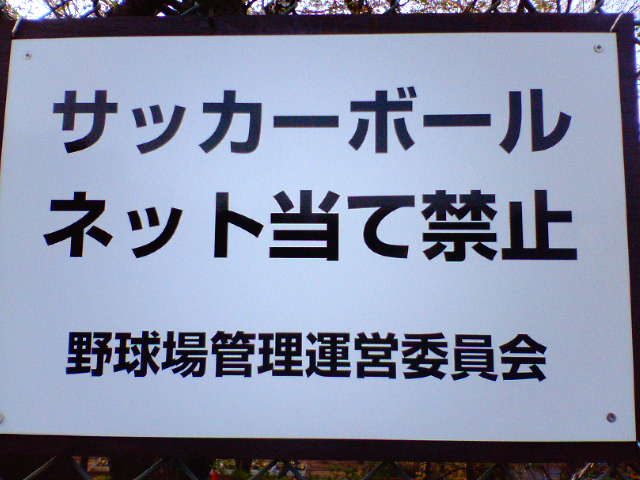 サッカーボール
ネット当て禁止
野球場管理運営委員会